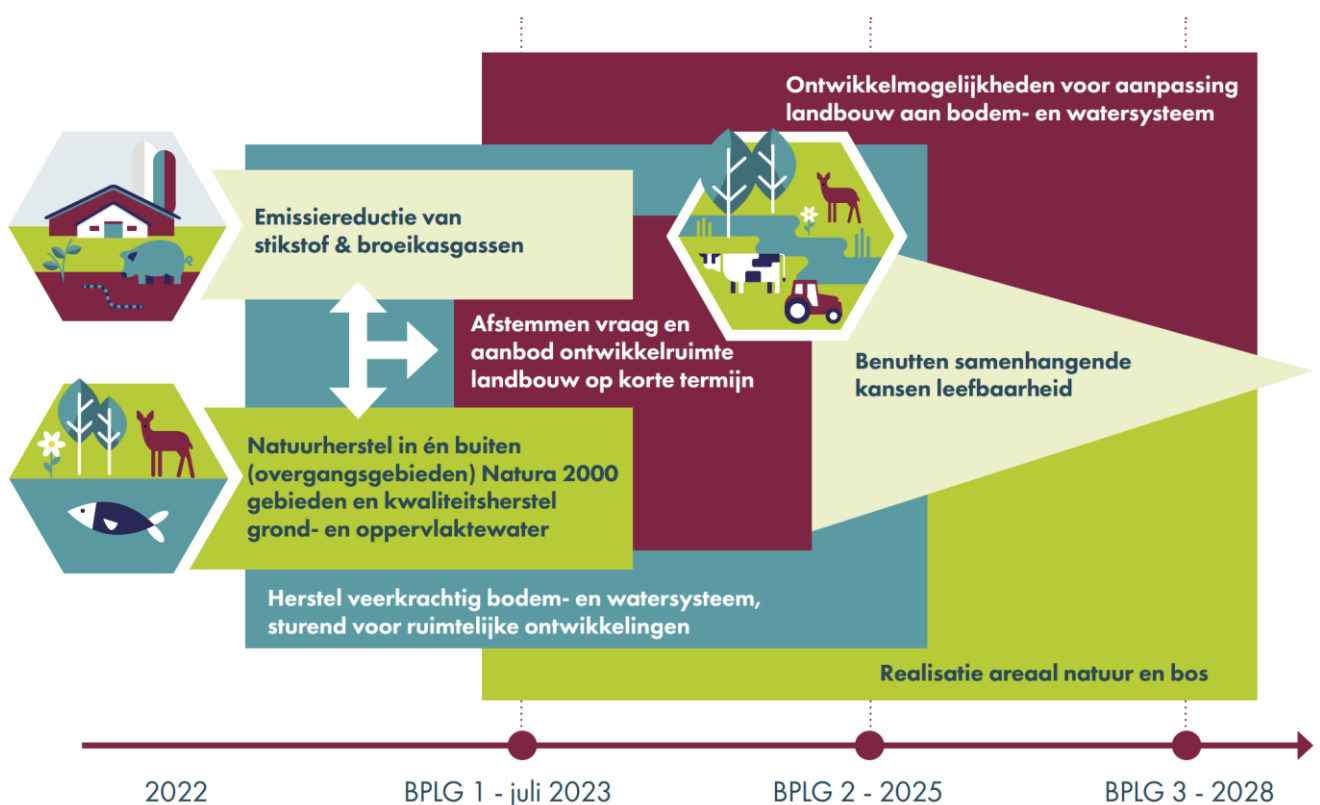 Ontwikkelmogelijkheden voor aanpassing
landbouw aan bodem- en watersysteem
Emissiereductie van
stikstof & broeikasgassen
Afstemmen vraag en
aanbod ontwikkelruimte
landbouw op korte termijn
Benutten samenhangende
kansen leefbaarheid
Natuurherstel in én buiten
(overgangsgebieden) Natura 2000
gebieden en kwaliteitsherstel
grond- en oppervlaktewater
Herstel veerkrachtig bodem- en watersysteem,
sturend voor ruimtelijke ontwikkelingen
Realisatie areaal natuur en bos
2022
BPLG 1 - juli 2023
BPLG 2 - 2025
BPLG 3 - 2028